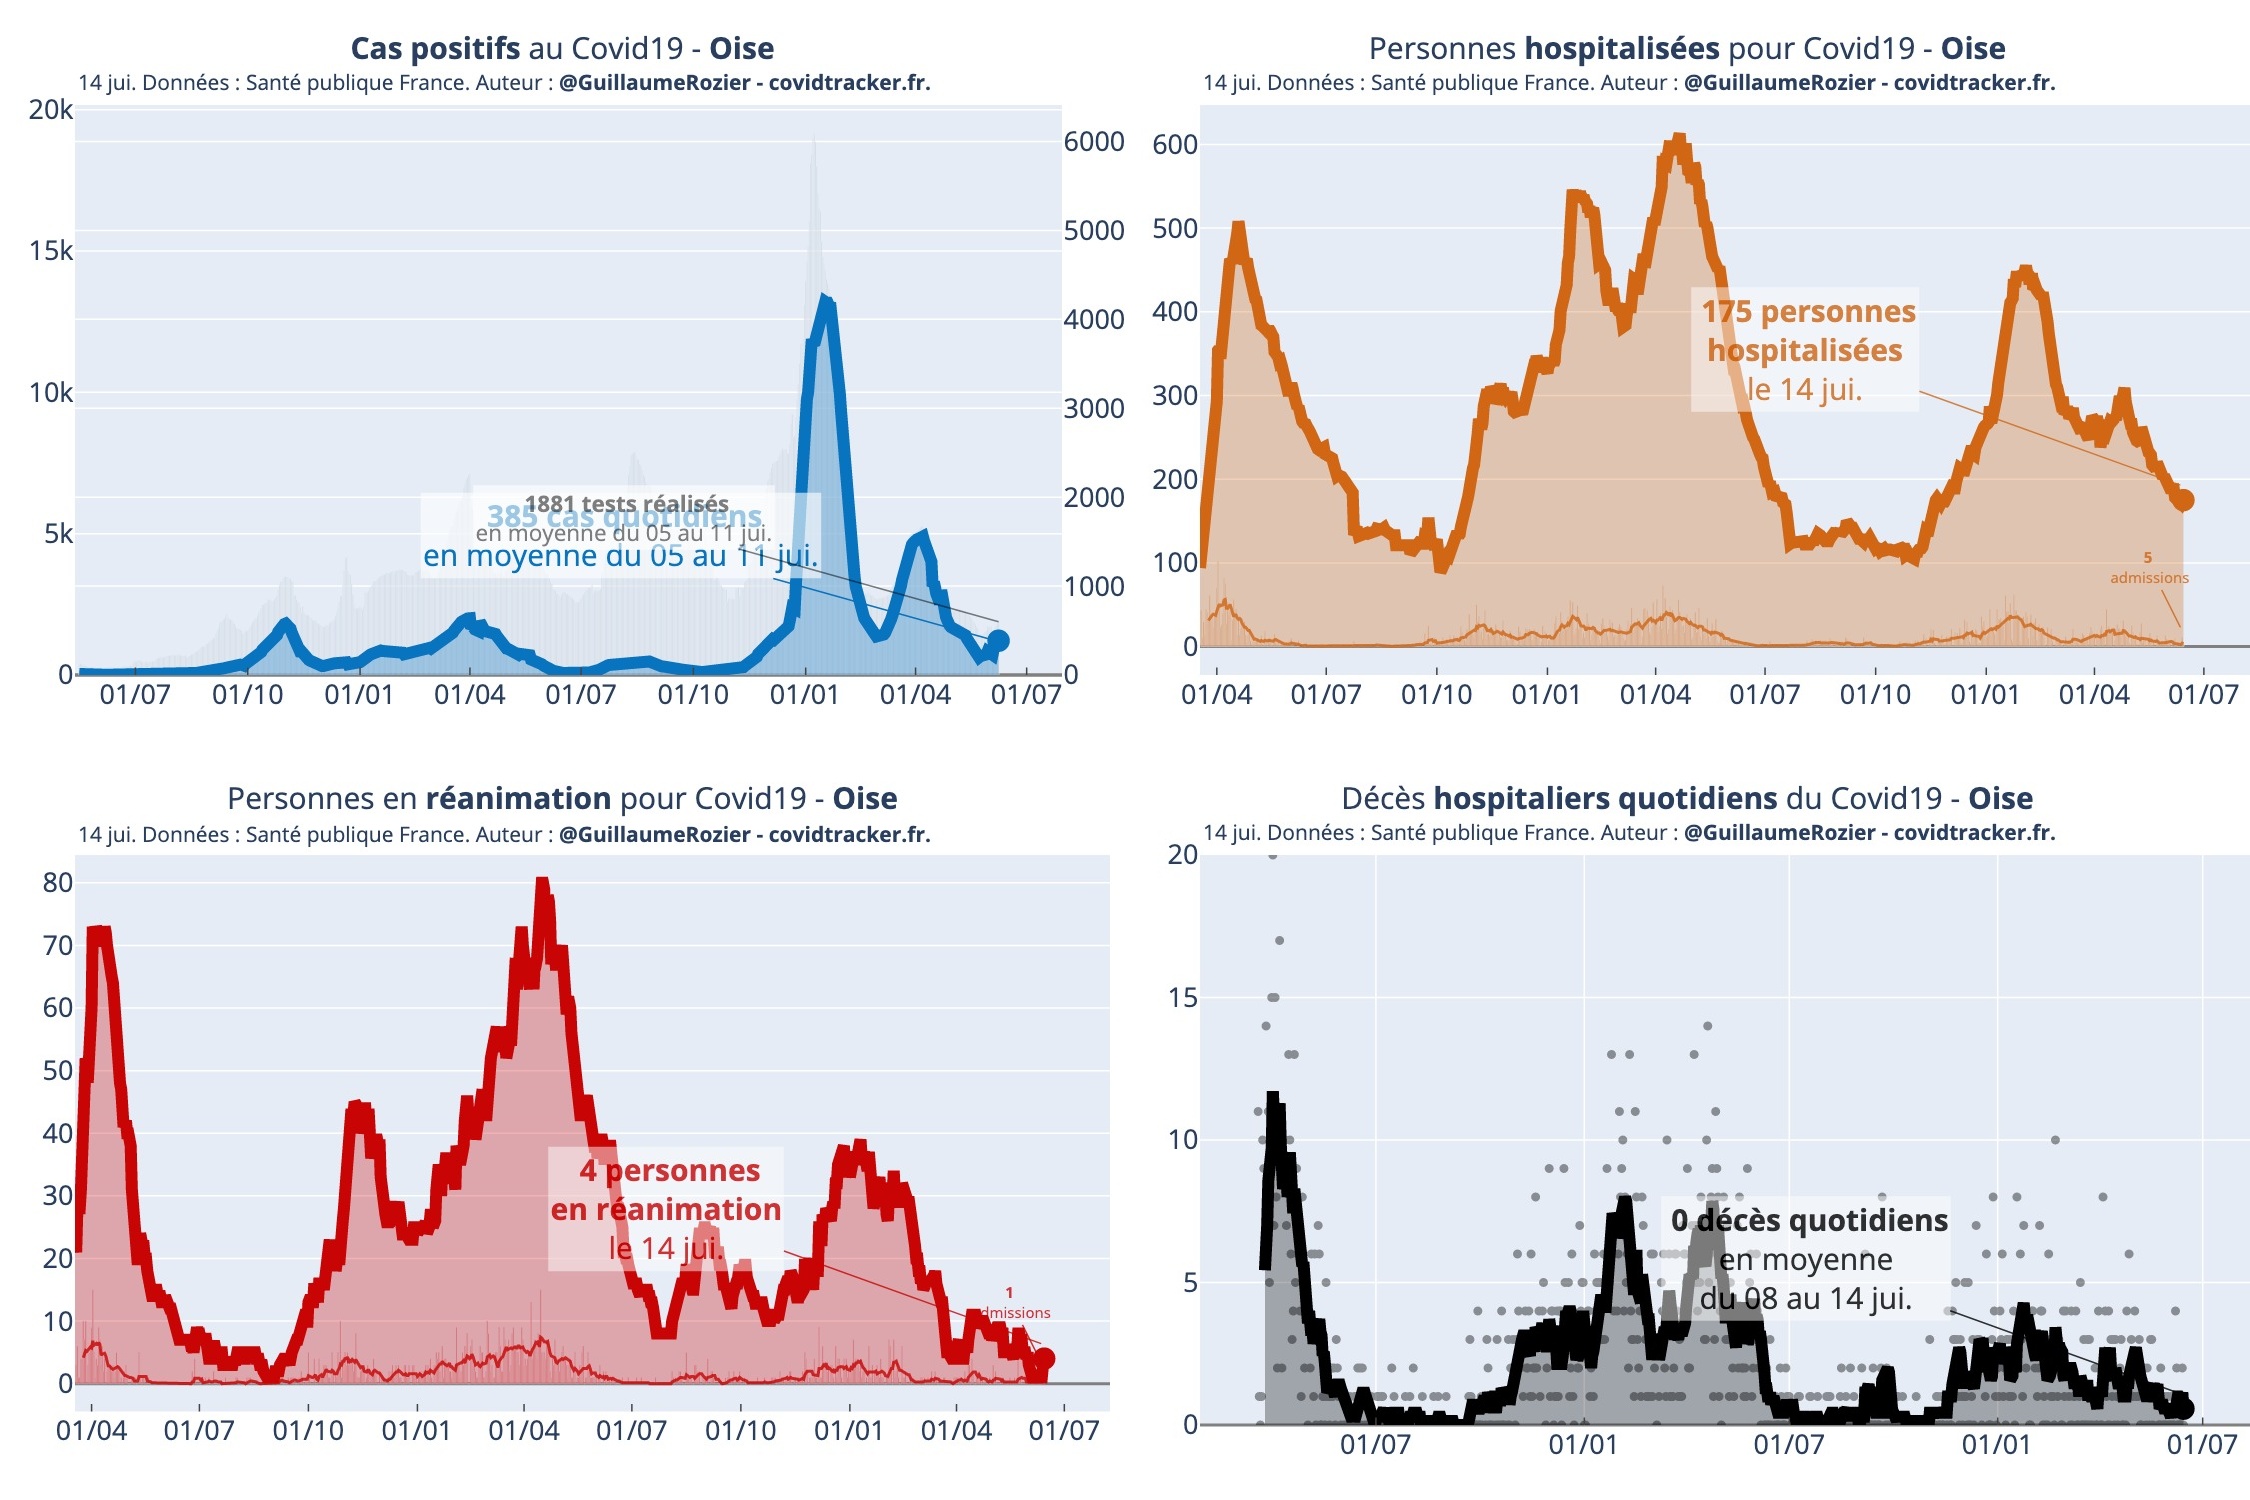 Cas positifs au Covid19 - Oise
14 jui. Données : Santé publique France. Auteur : @GuillaumeRozier - covidtracker.fr.
20k
15k
10k
5k
0
6000
5000
4000
3000
2000
1000
0
1881 tests réalisés
385 cas quotidiens
en moyenne du 05 au 11 jui.
en moyenne du 05 au 11 jui.
01/07 01/10 01/01 01/04 01/07 01/10 01/01 01/04 01/07
Personnes hospitalisées pour Covid19 - Oise
14 jui. Données : Santé publique France. Auteur : @GuillaumeRozier - covidtracker.fr.
600
500
400
300
200
100
0
175 personnes
hospitalisées
le 14 jui.
5
admissions
01/04 01/07 01/10 01/01 01/04 01/07 01/10 01/01 01/04 01/07
Personnes en réanimation pour Covid19 - Oise
14 jui. Données : Santé publique France. Auteur : @GuillaumeRozier - covidtracker.fr.
80
70
60
50
40
30
20
10
0
4 personnes
en réanimation
le 14 jui.
1
admissions
01/04 01/07 01/10 01/01 01/04 01/07 01/10 01/01 01/04 01/07
Décès hospitaliers quotidiens du Covid19 - Oise
14 jui. Données : Santé publique France. Auteur : @GuillaumeRozier - covidtracker.fr.
20
15
10
5
0
0 décès quotidiens
en moyenne
du 08 au 14 jui.
01/07 01/01 01/07 01/01 01/07